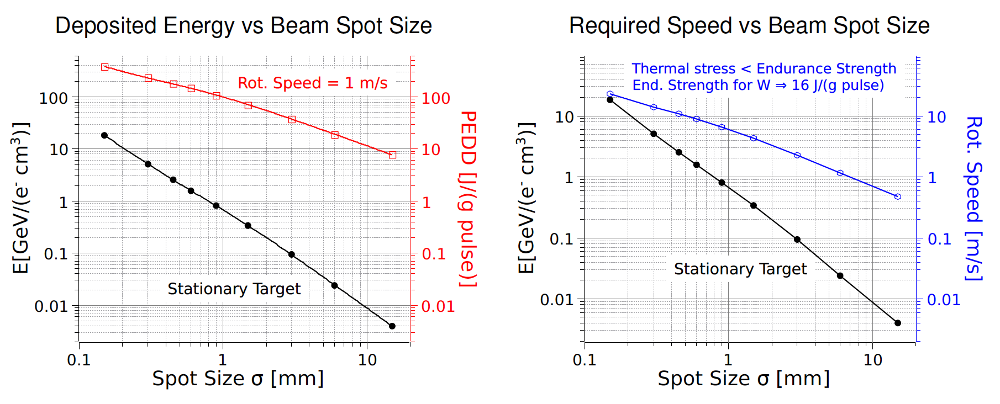 Deposited Energy vs Beam Spot Size
Rot. Speed = 1 m/s
Stationary Target
E[GeV/(e⁻ cm³)]
100
10
1
0.1
0.01
PEDD [J/(g pulse)]
100
10
1
0.1
0.01
0.1 1 10
Spot Size σ [mm]
Required Speed vs Beam Spot Size
Thermal stress < Endurance Strength
End. Strength for W ⇒ 16 J/(g pulse)
Stationary Target
E[GeV/(e⁻ cm³)]
10
1
0.1
0.01
Rot. Speed [m/s]
10
1
0.1
0.01
0.1 1 10
Spot Size σ [mm]